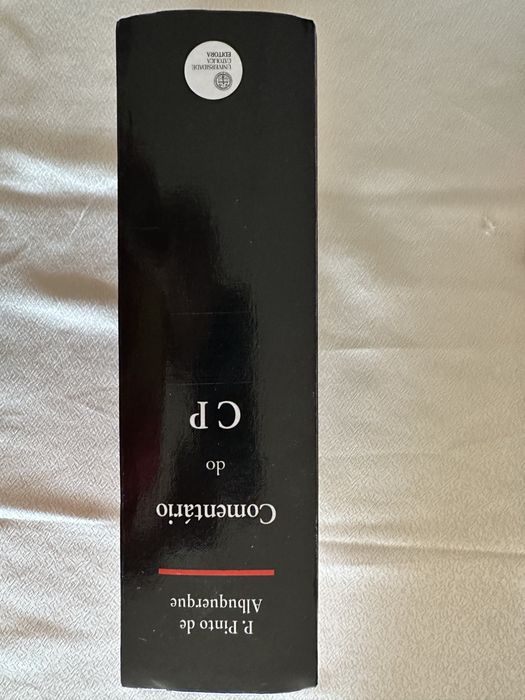 P. Pinto de
Albuquerque
Comentário
do
C P
UNIVERSIDADE
CATÓLICA
EDITORA